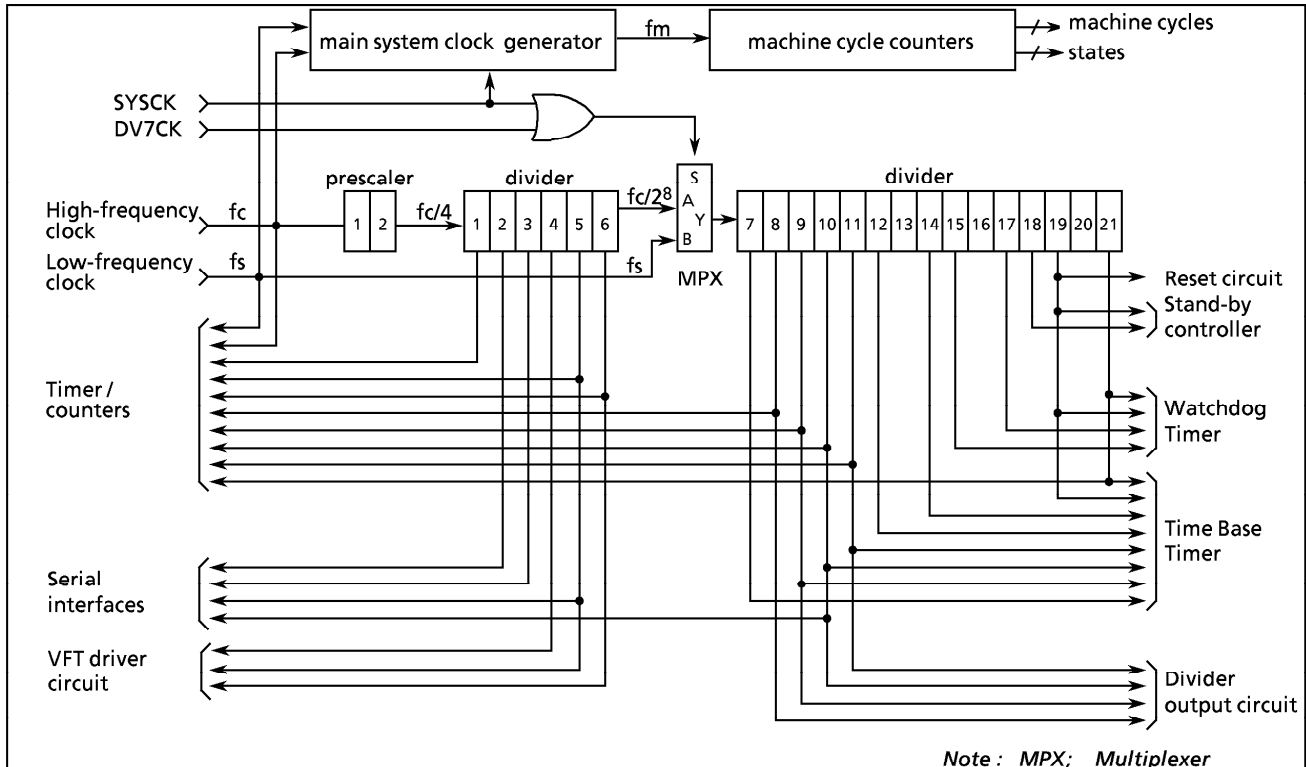 main system clock generator
fm
machine cycle counters
machine cycles
states
SYSCK
DV7CK
prescaler
divider
divider
High-frequency
clock
fc
1 2
fc/4
1 2 3 4 5 6
fc/2⁸
S
A
Y
B
MPX
7 8 9 10 11 12 13 14 15 16 17 18 19 20 21
Low-frequency
clock
fs
fs
Reset circuit
Stand-by
controller
Timer /
counters
Watchdog
Timer
Time Base
Timer
Serial
interfaces
VFT driver
circuit
Divider
output circuit
Note : MPX; Multiplexer